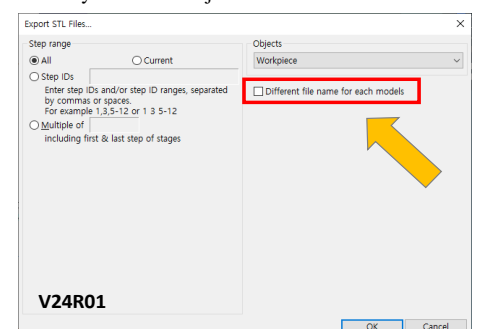 Export STL Files...
Step range
All
Current
Step IDs
Enter step IDs and/or step ID ranges, separated
by commas or spaces.
For example 1,3,5-12 or 1 3 5-12
Multiple of
including first & last step of stages
Objects
Workpiece
Different file name for each models
V24R01
OK
Cancel